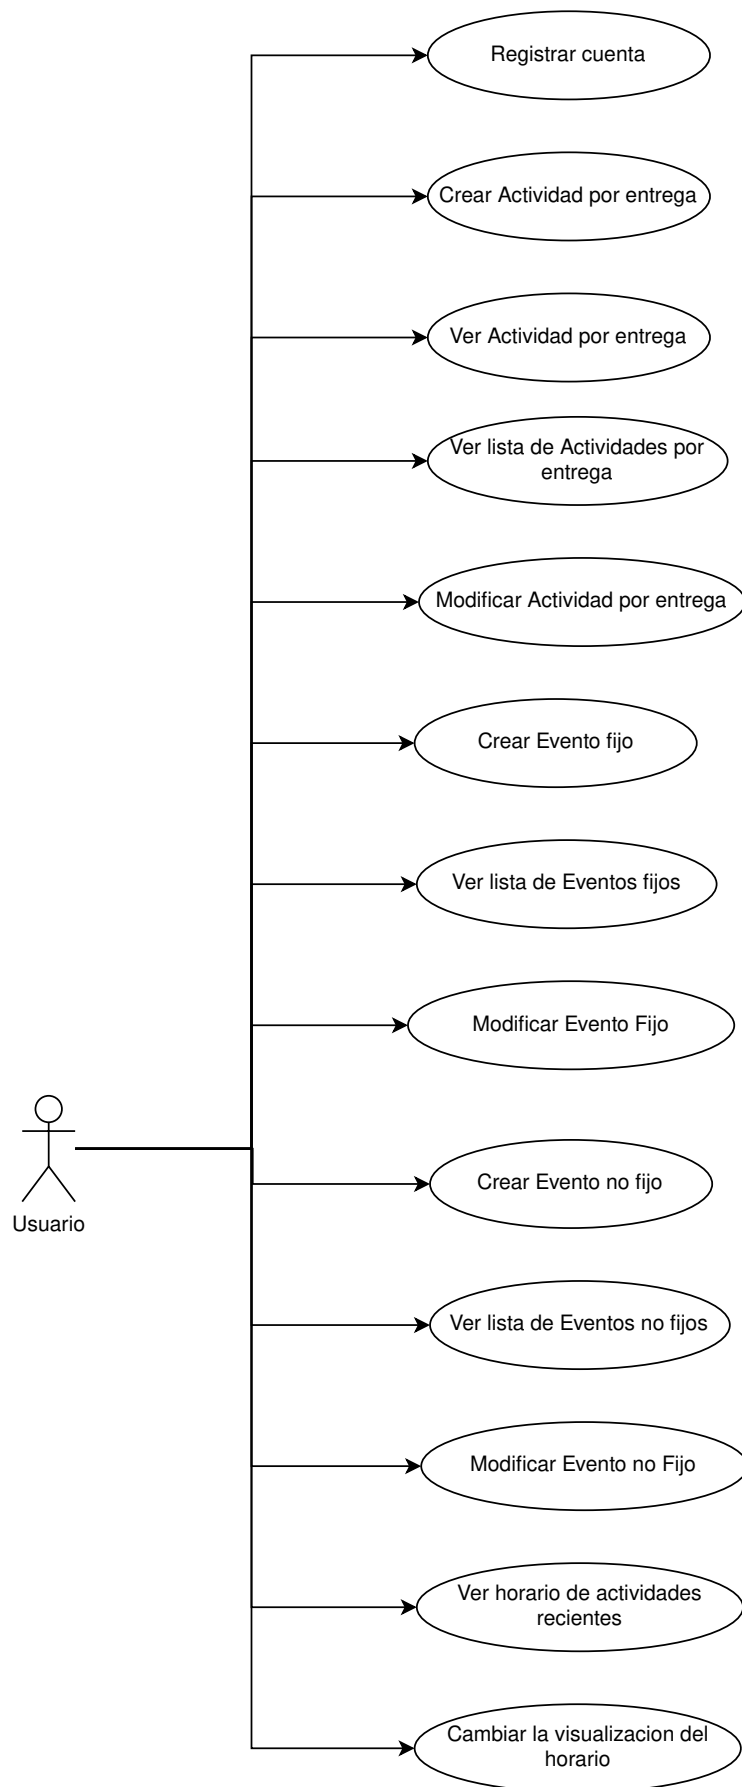 Registrar cuenta
Crear Actividad por entrega
Ver Actividad por entrega
Ver lista de Actividades por
entrega
Modificar Actividad por entrega
Crear Evento fijo
Ver lista de Eventos fijos
Modificar Evento Fijo
Usuario
Crear Evento no fijo
Ver lista de Eventos no fijos
Modificar Evento no Fijo
Ver horario de actividades
recientes
Cambiar la visualizacion del
horario